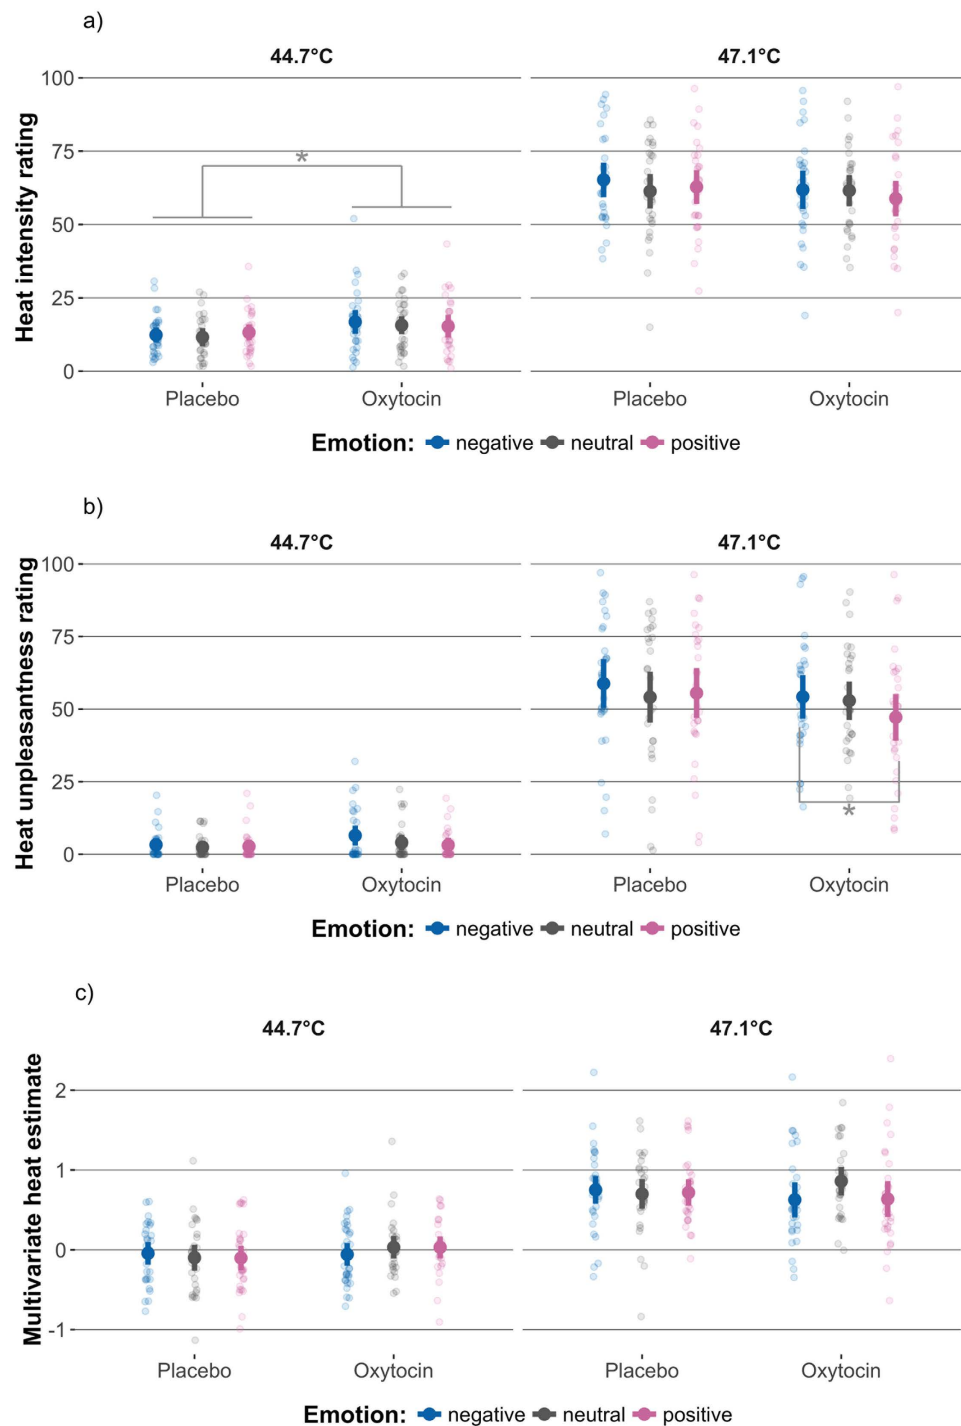 a)
44.7°C 47.1°C
Heat intensity rating
100
75
50
25
0
*
Placebo Oxytocin Placebo Oxytocin
Emotion: negative neutral positive
b)
44.7°C 47.1°C
Heat unpleasantness rating
100
75
50
25
0
*
Placebo Oxytocin Placebo Oxytocin
Emotion: negative neutral positive
c)
44.7°C 47.1°C
Multivariate heat estimate
2
1
0
-1
Placebo Oxytocin Placebo Oxytocin
Emotion: negative neutral positive